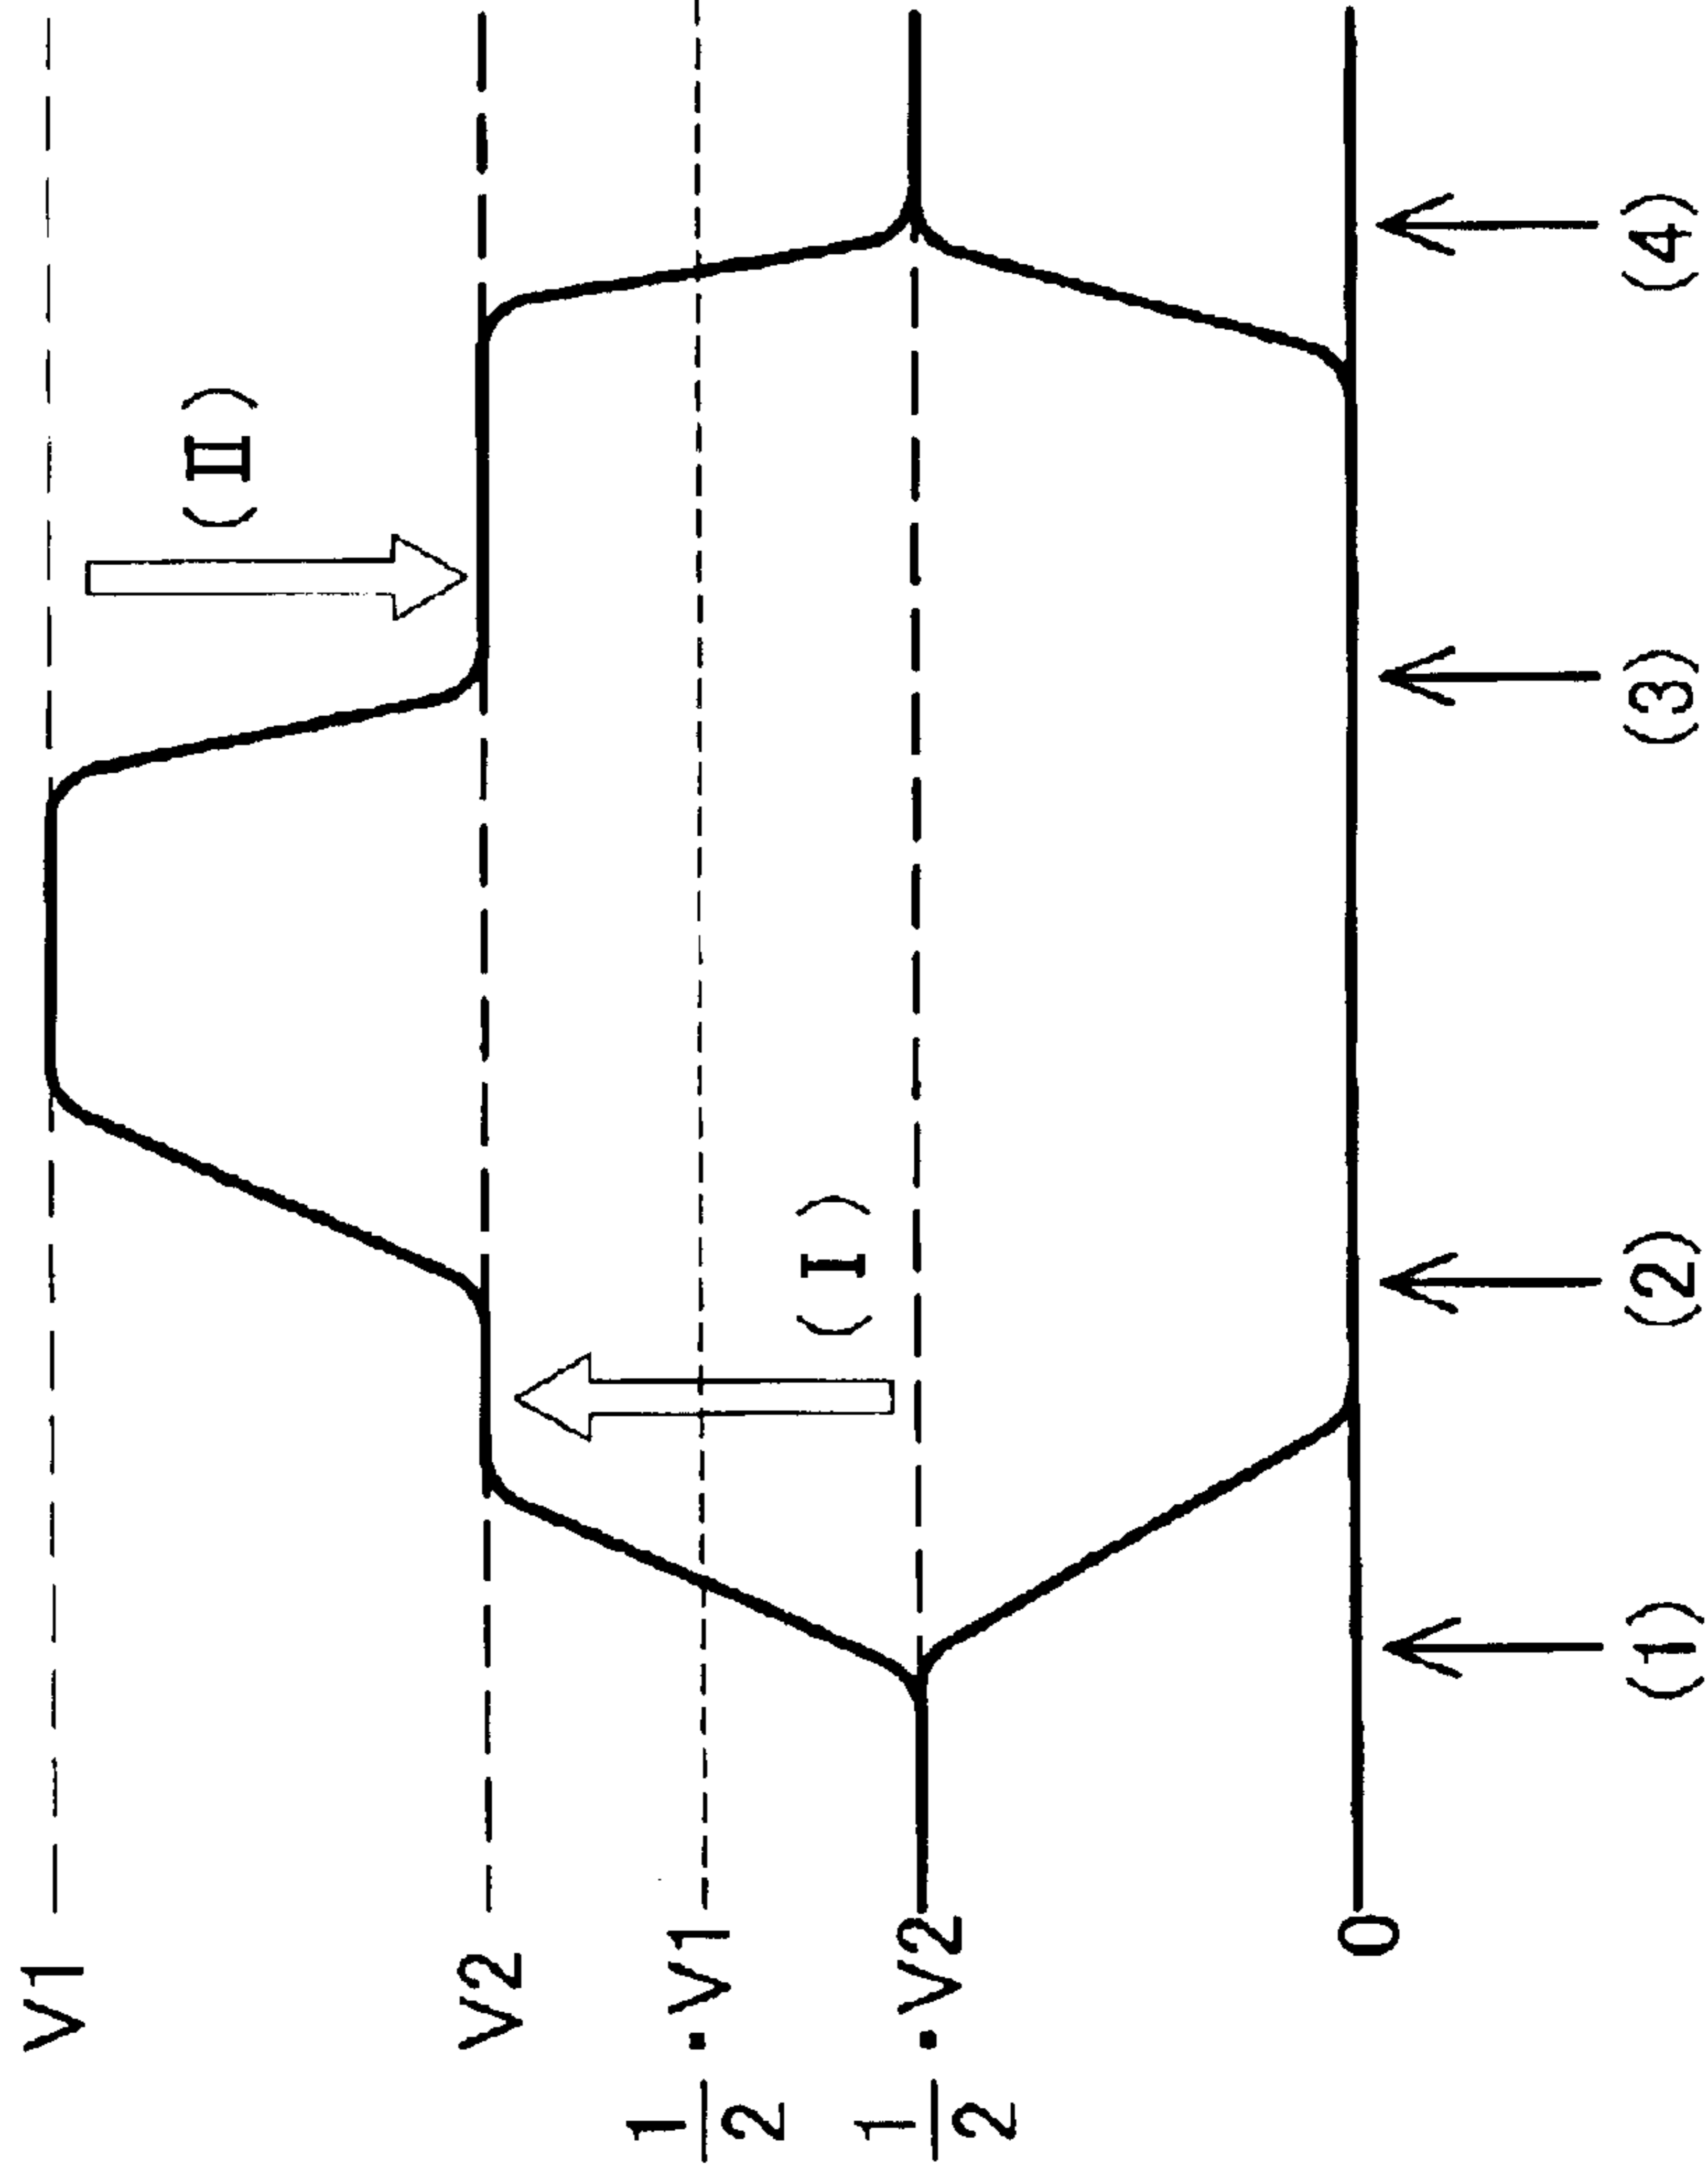 V1
(II)
V2
1/2 · V1
(I)
1/2 · V2
0
(1) (2) (3) (4)